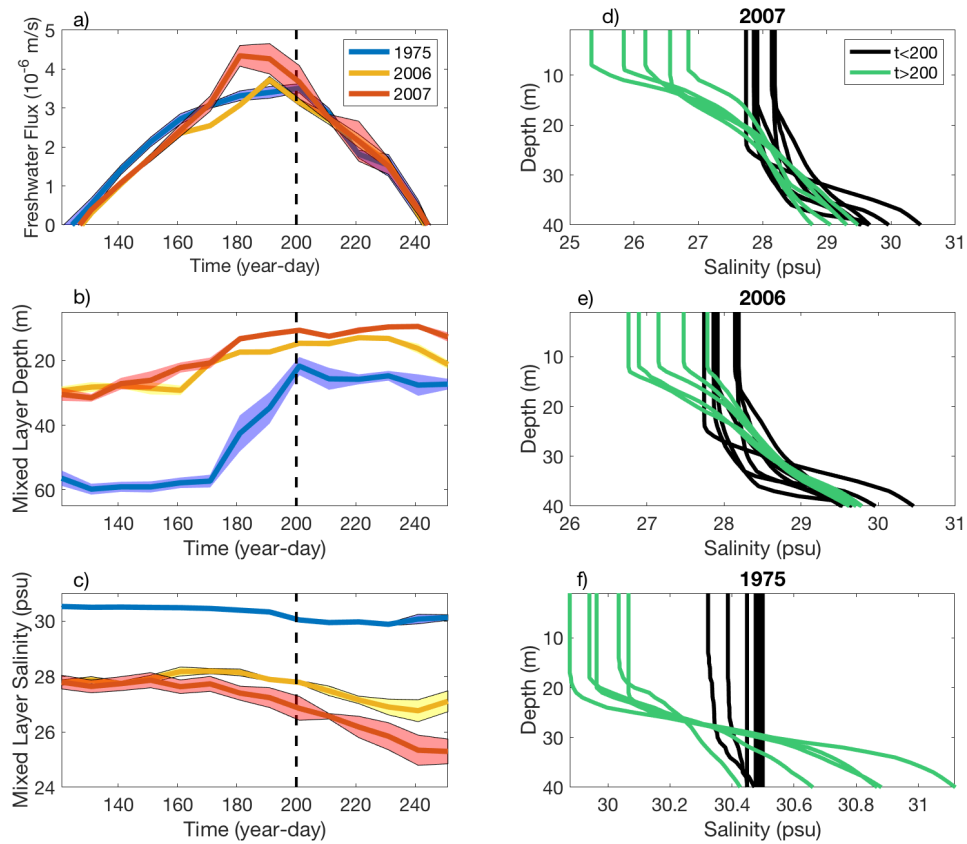 a)
Freshwater Flux (10^-6 m/s)
5
4
3
2
1
0
1975
2006
2007
140 160 180 200 220 240
Time (year-day)
b)
Mixed Layer Depth (m)
20
40
60
140 160 180 200 220 240
Time (year-day)
c)
Mixed Layer Salinity (psu)
30
28
26
24
140 160 180 200 220 240
Time (year-day)
d)
2007
Depth (m)
10
20
30
40
t<200
t>200
25 26 27 28 29 30 31
Salinity (psu)
e)
2006
Depth (m)
10
20
30
40
26 27 28 29 30 31
Salinity (psu)
f)
1975
Depth (m)
10
20
30
40
30 30.2 30.4 30.6 30.8 31
Salinity (psu)